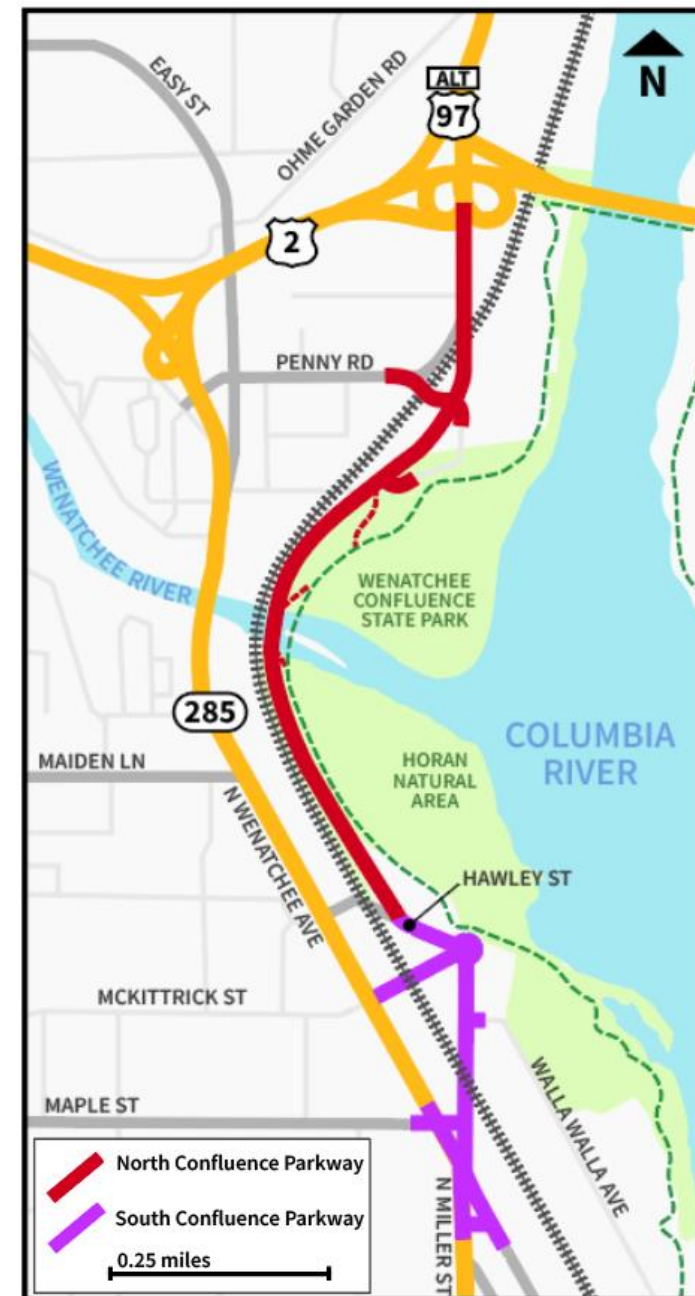 EASY ST
OHME GARDEN RD
ALT
97
N
2
PENNY RD
WENATCHEE RIVER
WENATCHEE
CONFLUENCE
STATE PARK
285
COLUMBIA
RIVER
MAIDEN LN
HORAN
NATURAL
AREA
N WENATCHEE AVE
HAWLEY ST
MCKITTRICK ST
WALLA WALLA AVE
MAPLE ST
N MILLER ST
North Confluence Parkway
South Confluence Parkway
0.25 miles